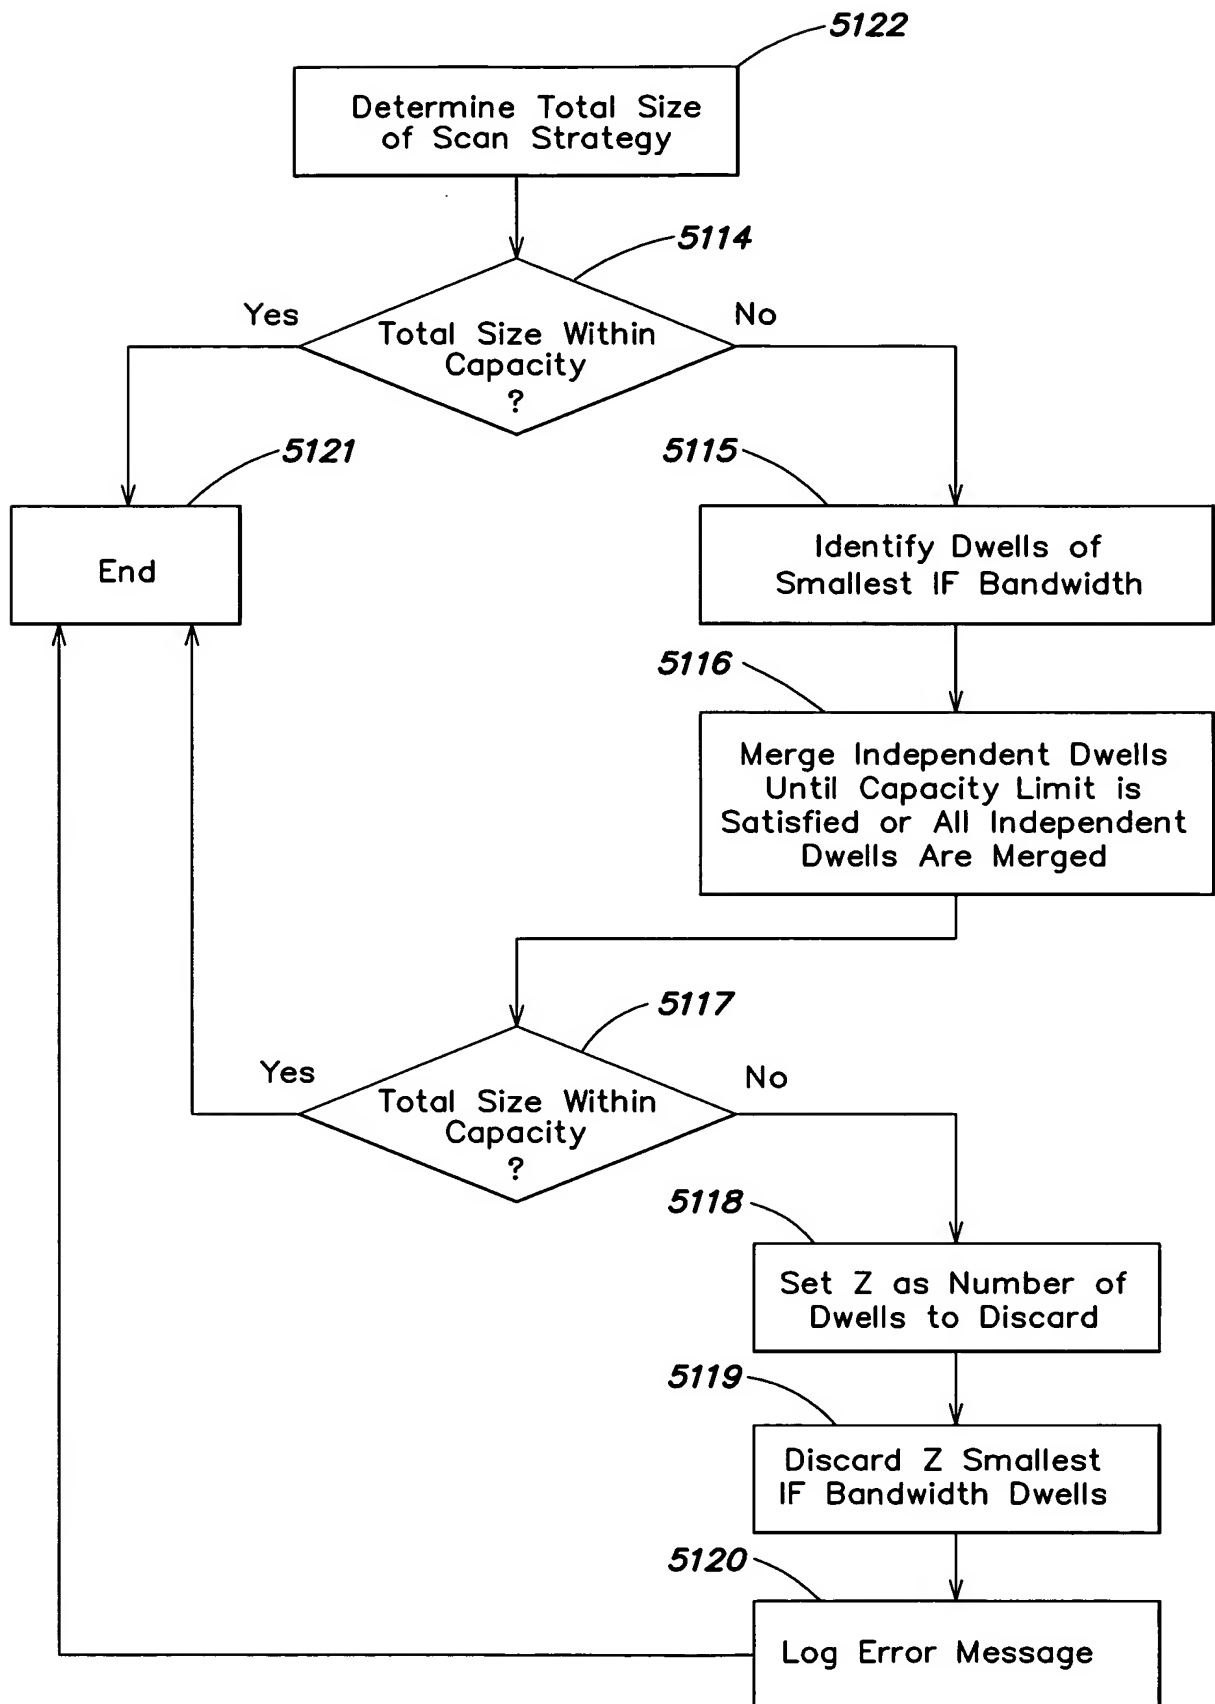 5122
Determine Total Size
of Scan Strategy
5114
Yes
No
Total Size Within
Capacity
?
5121
5115
End
Identify Dwells of
Smallest IF Bandwidth
5116
Merge Independent Dwells
Until Capacity Limit is
Satisfied or All Independent
Dwells Are Merged
5117
Yes
No
Total Size Within
Capacity
?
5118
Set Z as Number of
Dwells to Discard
5119
Discard Z Smallest
IF Bandwidth Dwells
5120
Log Error Message